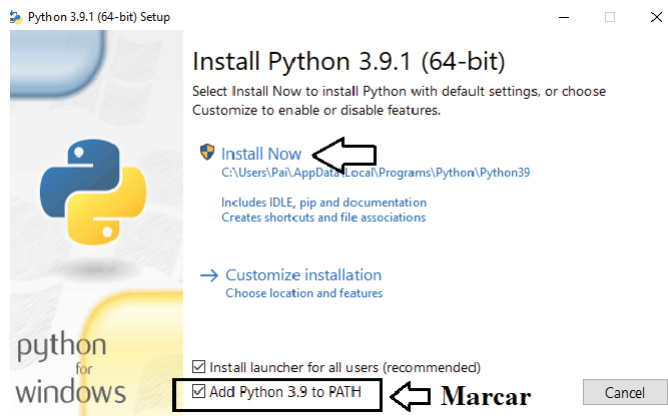 Python 3.9.1 (64-bit) Setup
Install Python 3.9.1 (64-bit)
Select Install Now to install Python with default settings, or choose
Customize to enable or disable features.
Install Now
C:\Users\Pai\AppData\Local\Programs\Python\Python39
Includes IDLE, pip and documentation
Creates shortcuts and file associations
→ Customize installation
Choose location and features
python
for
windows
Install launcher for all users (recommended)
Add Python 3.9 to PATH
Marcar
Cancel